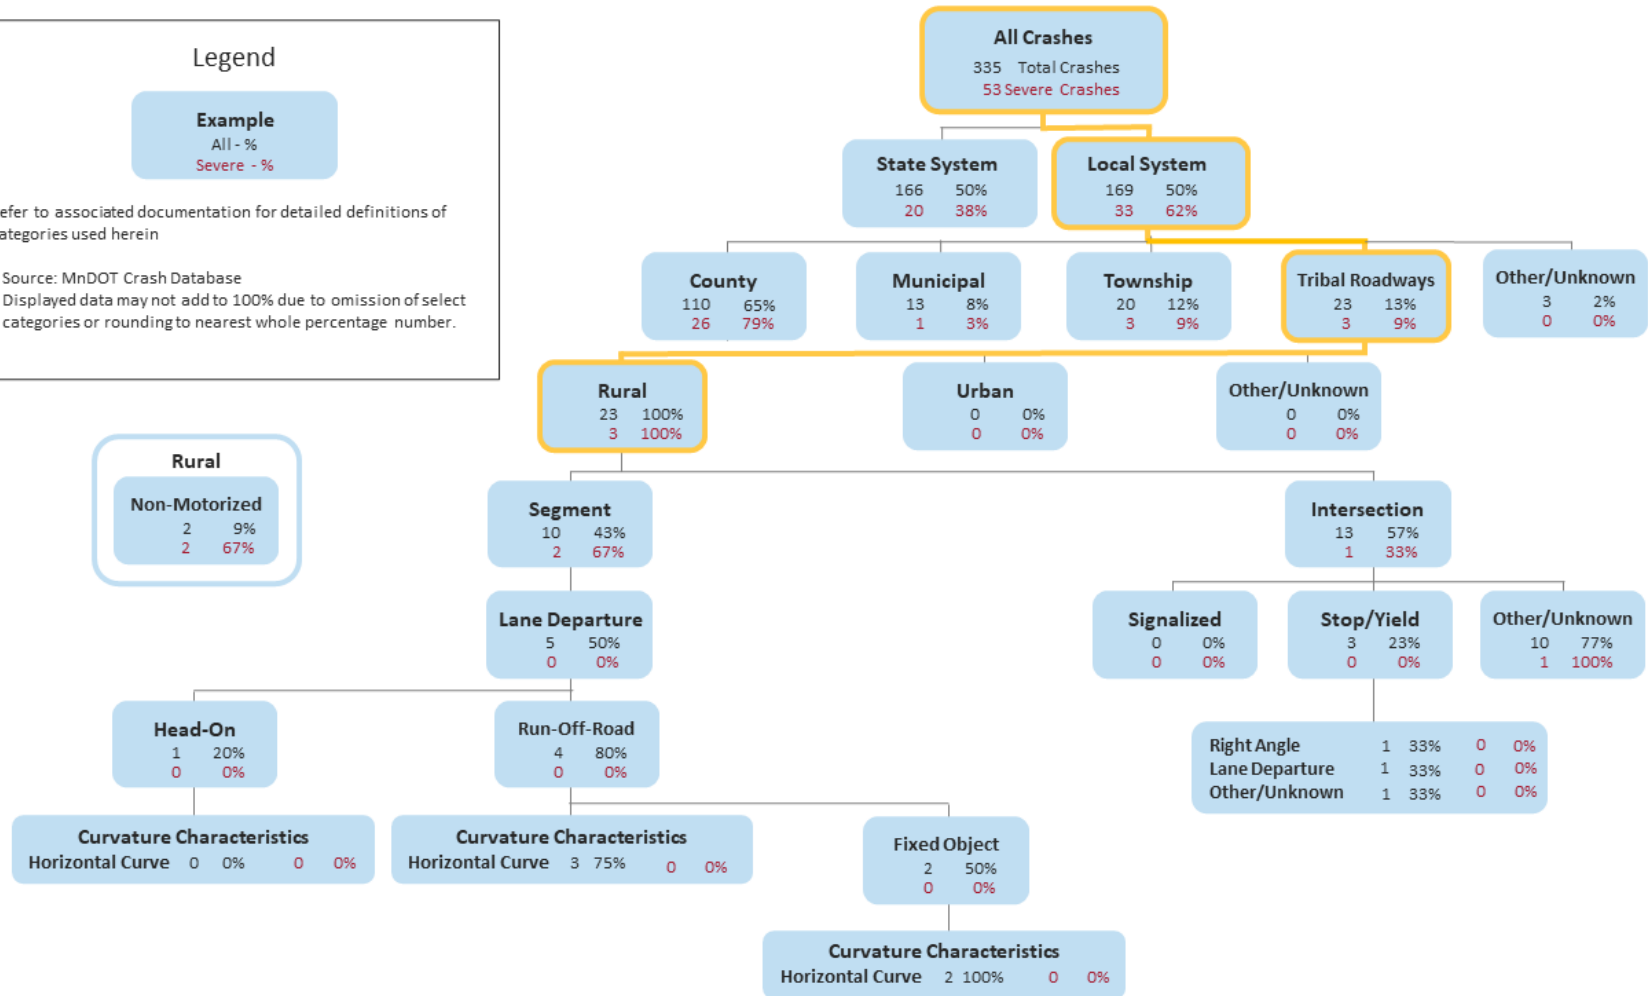 Legend
Example
All - %
Severe - %
efer to associated documentation for detailed definitions of
ategories used herein
Source: MnDOT Crash Database
Displayed data may not add to 100% due to omission of select
categories or rounding to nearest whole percentage number.
All Crashes
335 Total Crashes
53 Severe Crashes
State System
166 50%
20 38%
Local System
169 50%
33 62%
County
110 65%
26 79%
Municipal
13 8%
1 3%
Township
20 12%
3 9%
Tribal Roadways
23 13%
3 9%
Other/Unknown
3 2%
0 0%
Rural
23 100%
3 100%
Urban
0 0%
0 0%
Other/Unknown
0 0%
0 0%
Rural
Non-Motorized
2 9%
2 67%
Segment
10 43%
2 67%
Intersection
13 57%
1 33%
Lane Departure
5 50%
0 0%
Signalized
0 0%
0 0%
Stop/Yield
3 23%
0 0%
Other/Unknown
10 77%
1 100%
Head-On
1 20%
0 0%
Run-Off-Road
4 80%
0 0%
Right Angle 1 33% 0 0%
Lane Departure 1 33% 0 0%
Other/Unknown 1 33% 0 0%
Curvature Characteristics
Horizontal Curve 0 0% 0 0%
Curvature Characteristics
Horizontal Curve 3 75% 0 0%
Fixed Object
2 50%
0 0%
Curvature Characteristics
Horizontal Curve 2 100% 0 0%